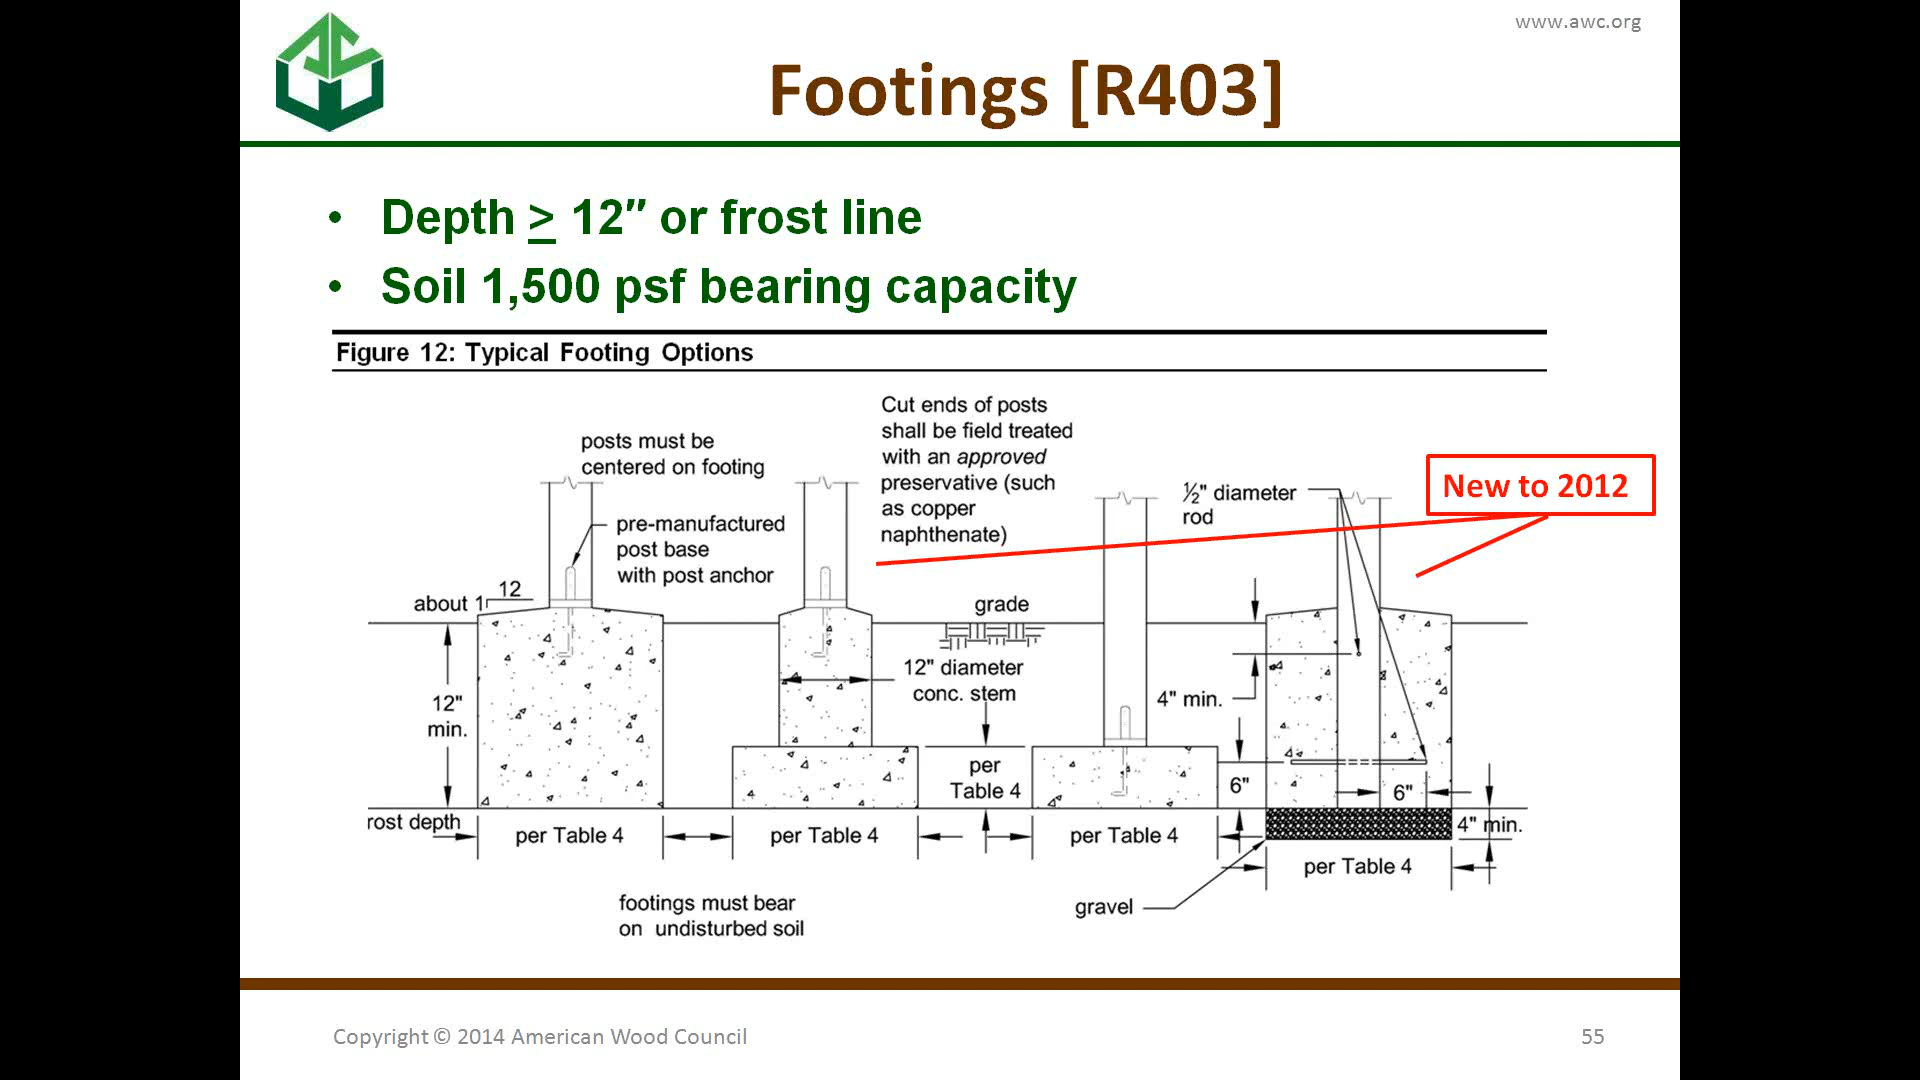 www.awc.org
Footings [R403]
• Depth > 12″ or frost line
• Soil 1,500 psf bearing capacity
Figure 12: Typical Footing Options
posts must be
centered on footing
pre-manufactured
post base
with post anchor
Cut ends of posts
shall be field treated
with an approved
preservative (such
as copper
naphthenate)
½" diameter
rod
New to 2012
12
about 1
grade
12" diameter
conc. stem
12"
min.
4" min.
per
Table 4
6"
6"
4" min.
rost depth
per Table 4
per Table 4
per Table 4
per Table 4
gravel
footings must bear
on undisturbed soil
Copyright © 2014 American Wood Council
55